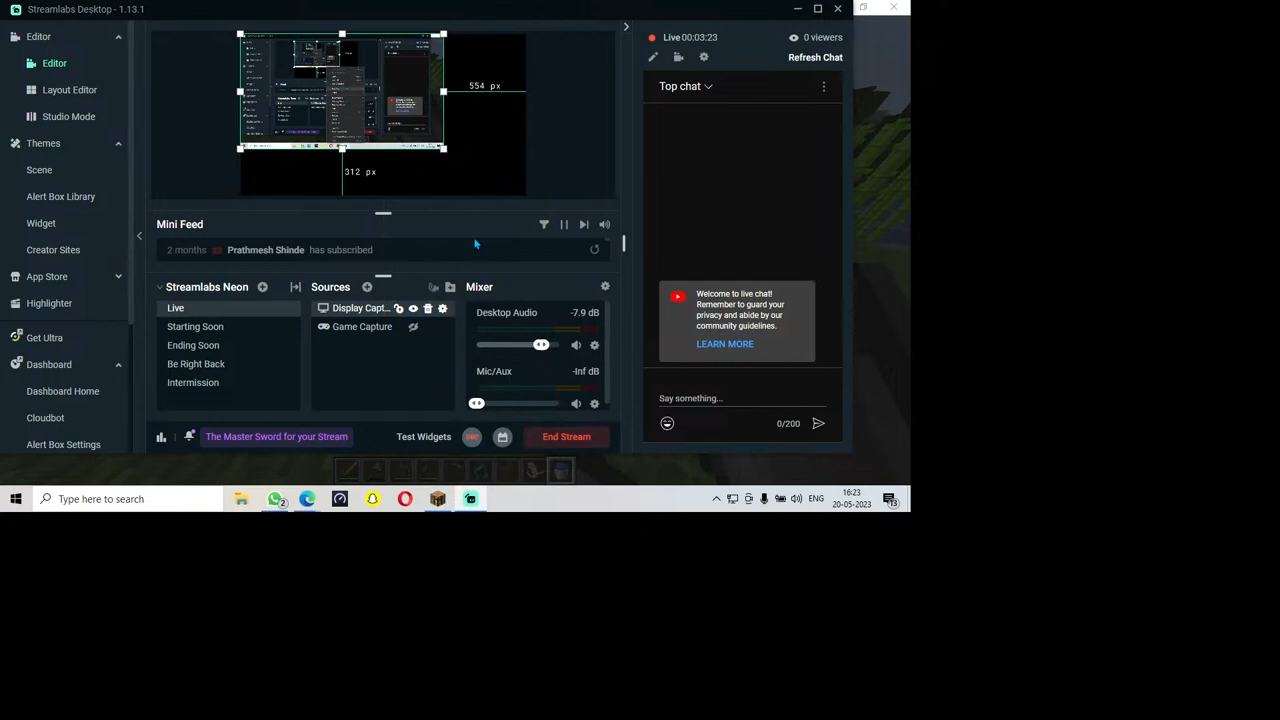 Streamlabs Desktop - 1.13.1
Editor
Editor
Layout Editor
Studio Mode
Themes
Scene
Alert Box Library
Widget
Creator Sites
App Store
Highlighter
Get Ultra
Dashboard
Dashboard Home
Cloudbot
Alert Box Settings
554 px
312 px
Mini Feed
2 months Prathmesh Shinde has subscribed
Streamlabs Neon
Live
Starting Soon
Ending Soon
Be Right Back
Intermission
Sources
Display Capt...
Game Capture
Mixer
Desktop Audio -7.9 dB
Mic/Aux -Inf dB
The Master Sword for your Stream
Test Widgets
REC
End Stream
Live 00:03:23 0 viewers
Refresh Chat
Top chat
Welcome to live chat!
Remember to guard your
privacy and abide by our
community guidelines.
LEARN MORE
Say something...
0/200
Type here to search
2
ENG
16:23
20-05-2023
13